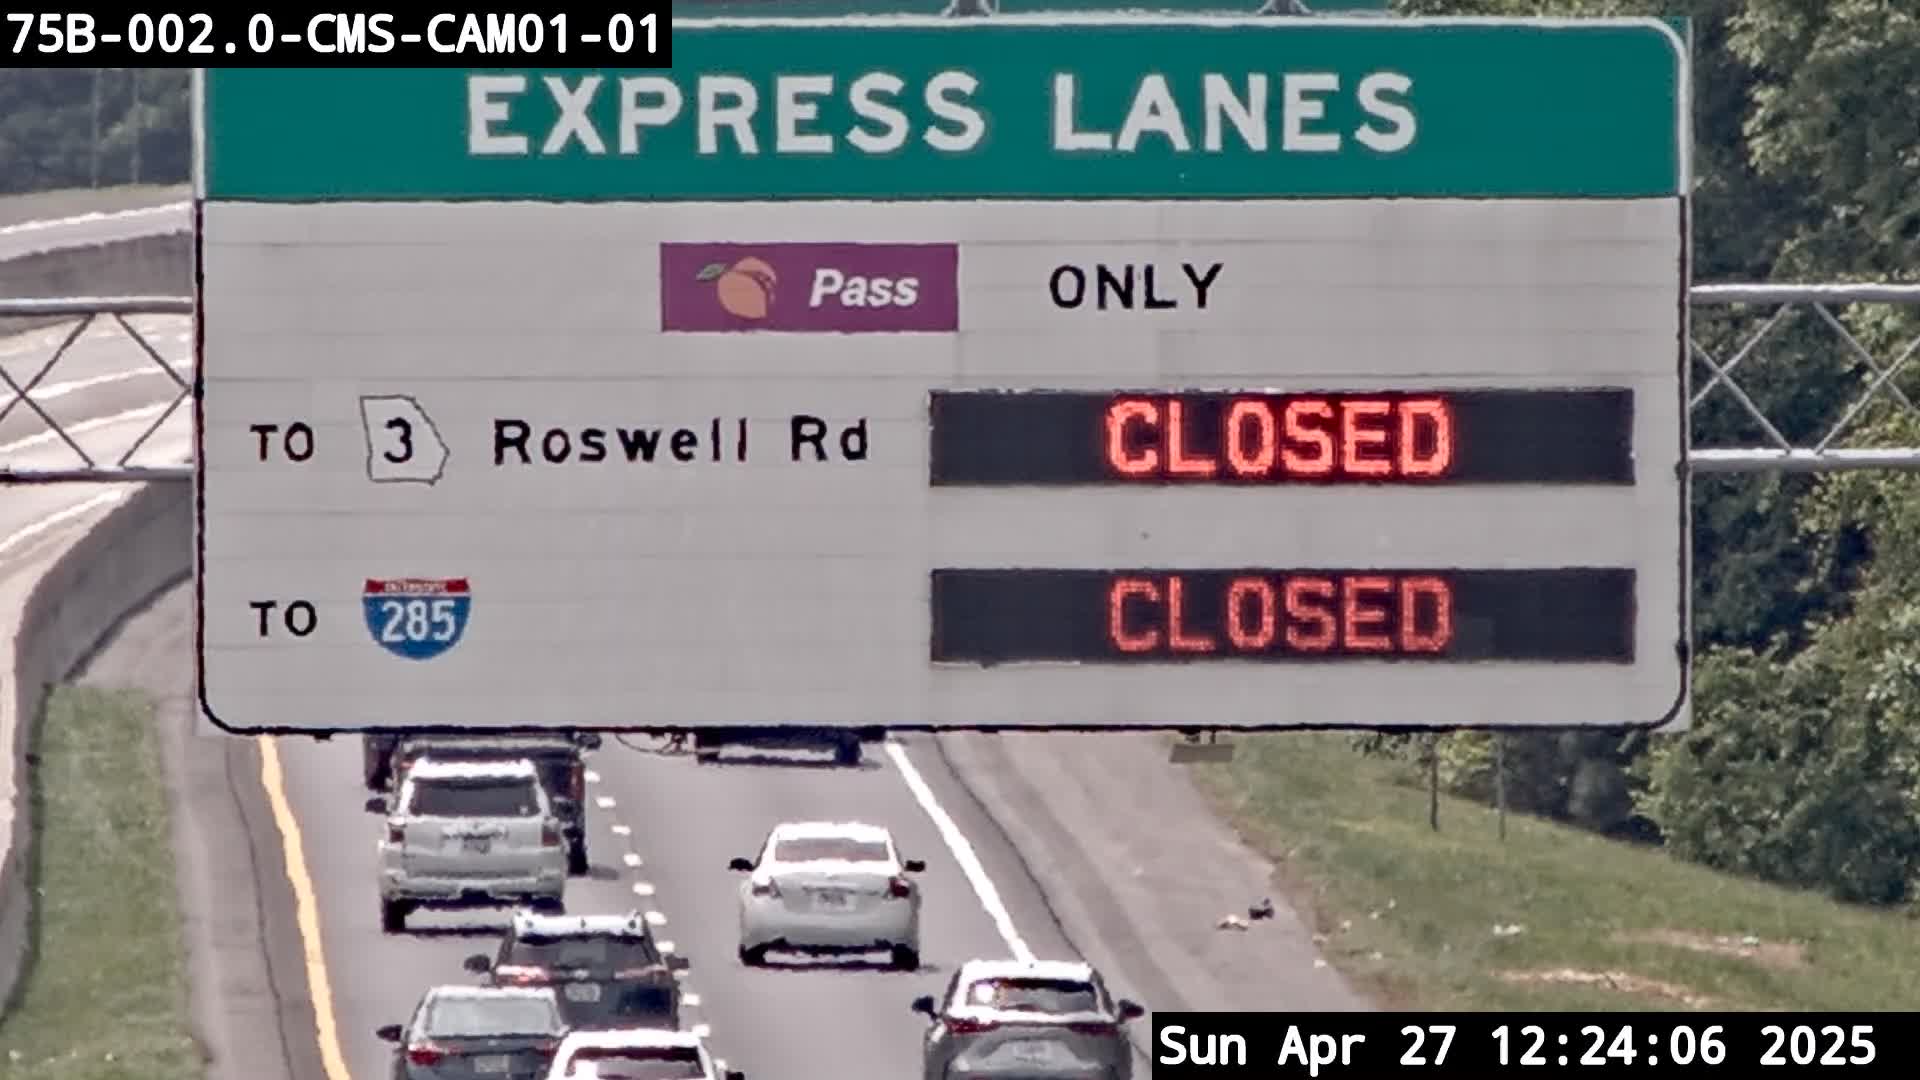 75B-002.0-CMS-CAM01-01
EXPRESS LANES
Pass ONLY
TO 3 Roswell Rd CLOSED
TO 285 CLOSED
Sun Apr 27 12:24:06 2025